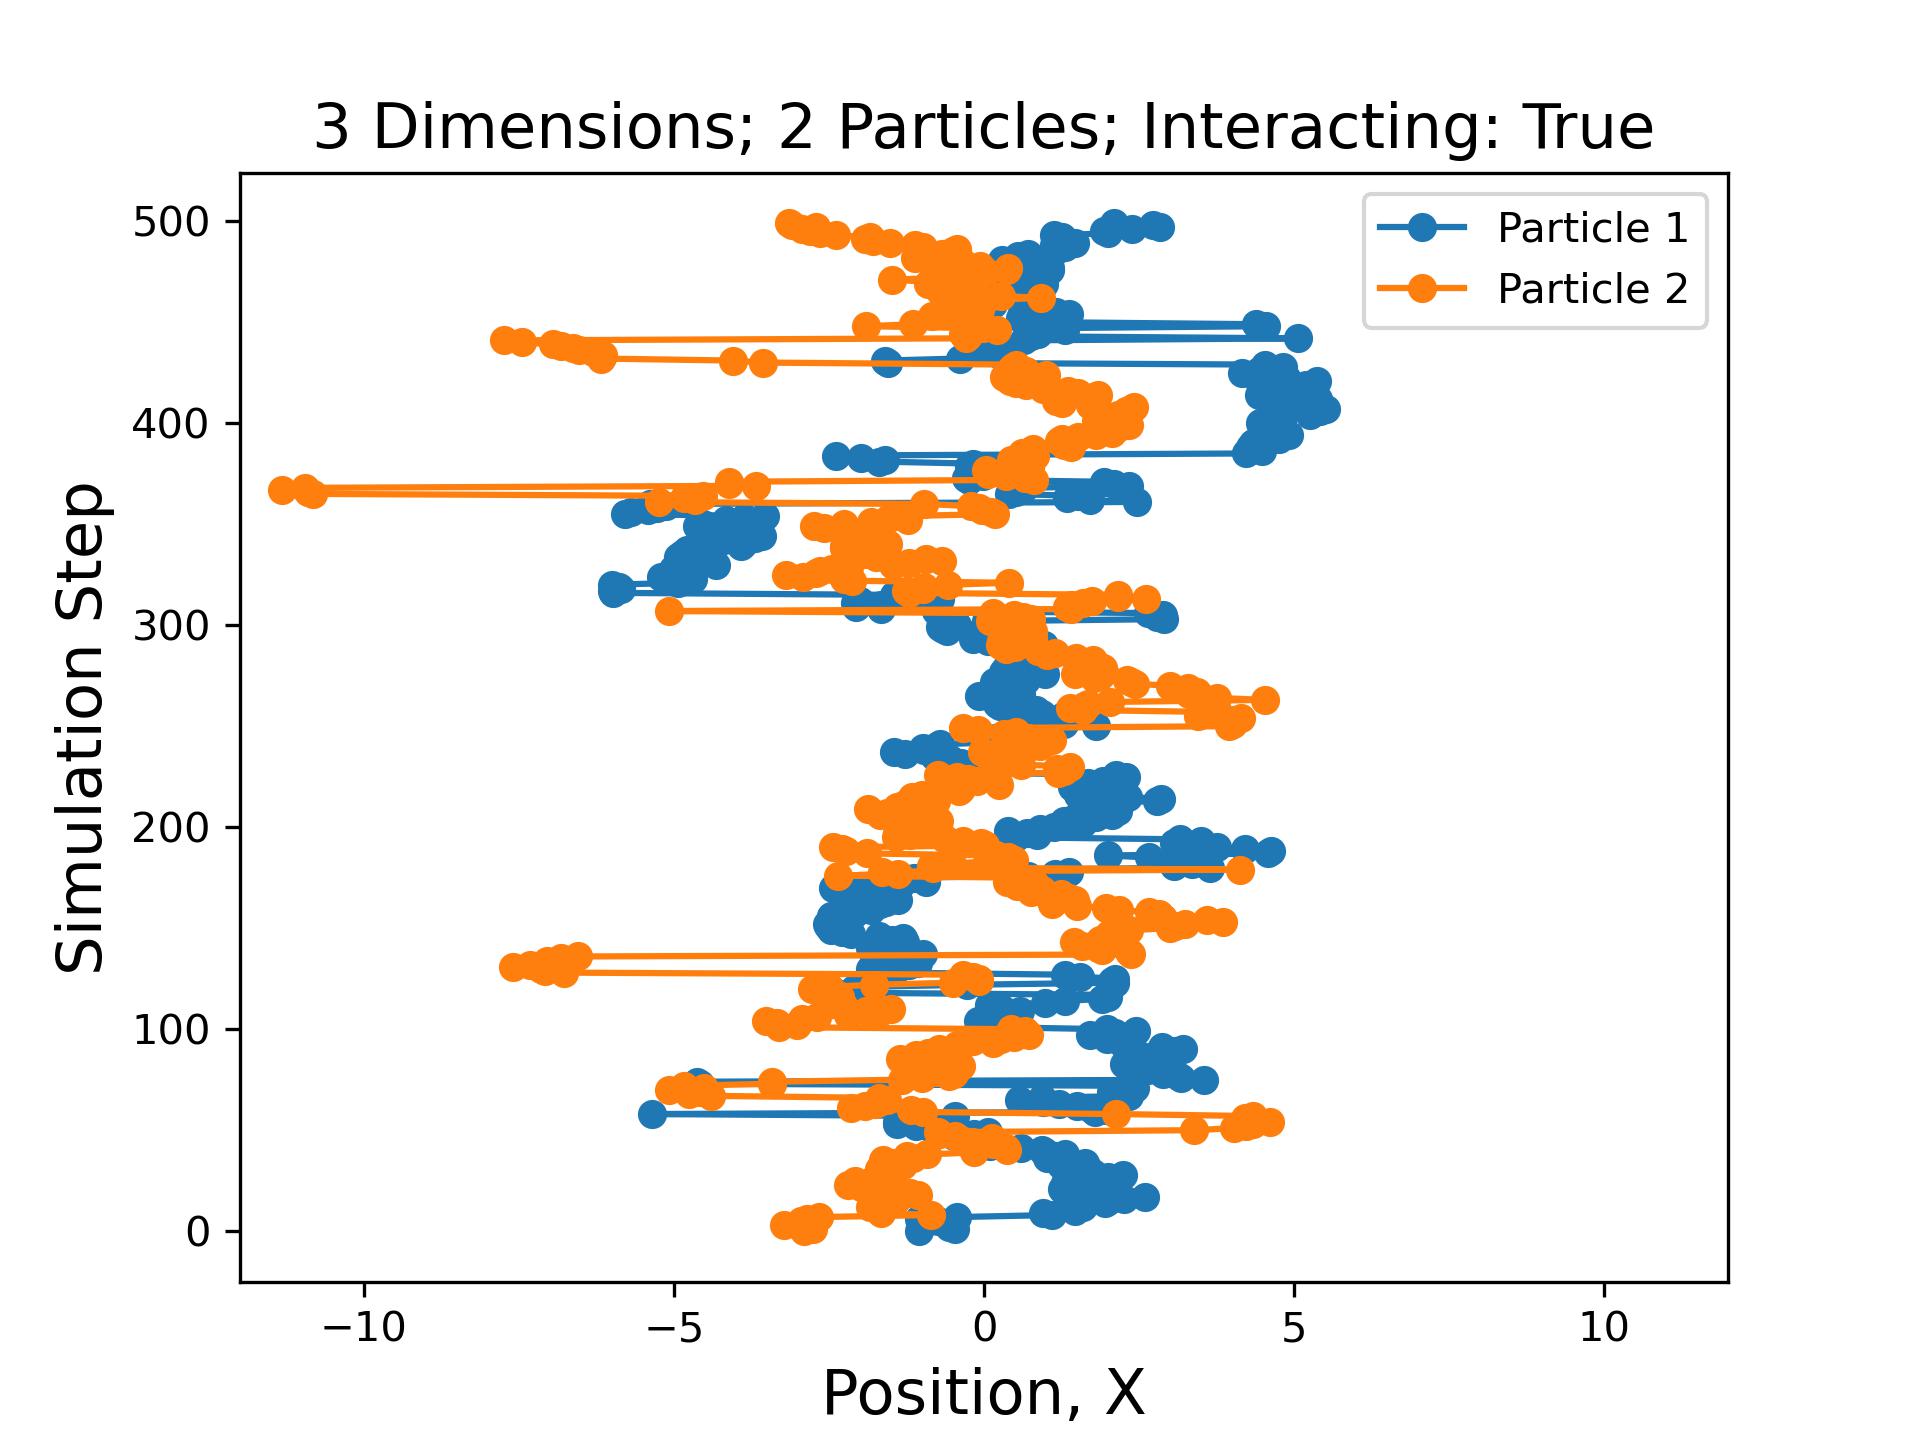 3 Dimensions; 2 Particles; Interacting: True
Particle 1
Particle 2
500
400
300
200
100
0
Simulation Step
−10
−5
0
5
10
Position, X